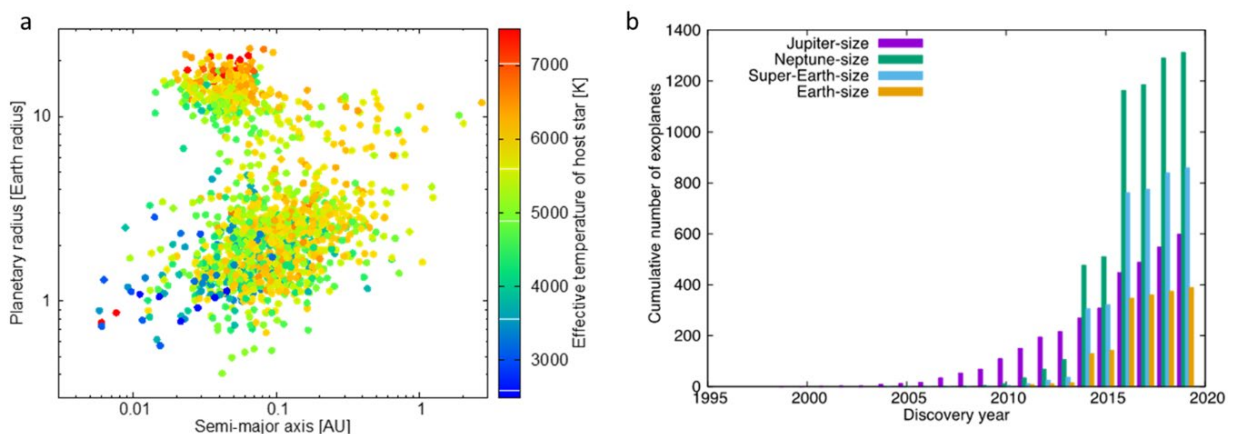 a
Planetary radius [Earth radius]
10
1
0.01
0.1
1
Semi-major axis [AU]
7000
6000
5000
4000
3000
Effective temperature of host star [K]
b
Cumulative number of exoplanets
1400
1200
1000
800
600
400
200
0
Jupiter-size
Neptune-size
Super-Earth-size
Earth-size
1995
2000
2005
2010
2015
2020
Discovery year